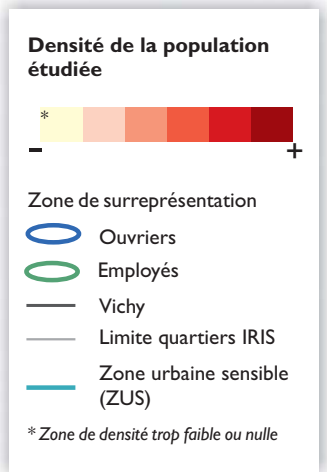 Densité de la population
étudiée
*
- +
Zone de surreprésentation
Ouvriers
Employés
Vichy
Limite quartiers IRIS
Zone urbaine sensible
(ZUS)
* Zone de densité trop faible ou nulle